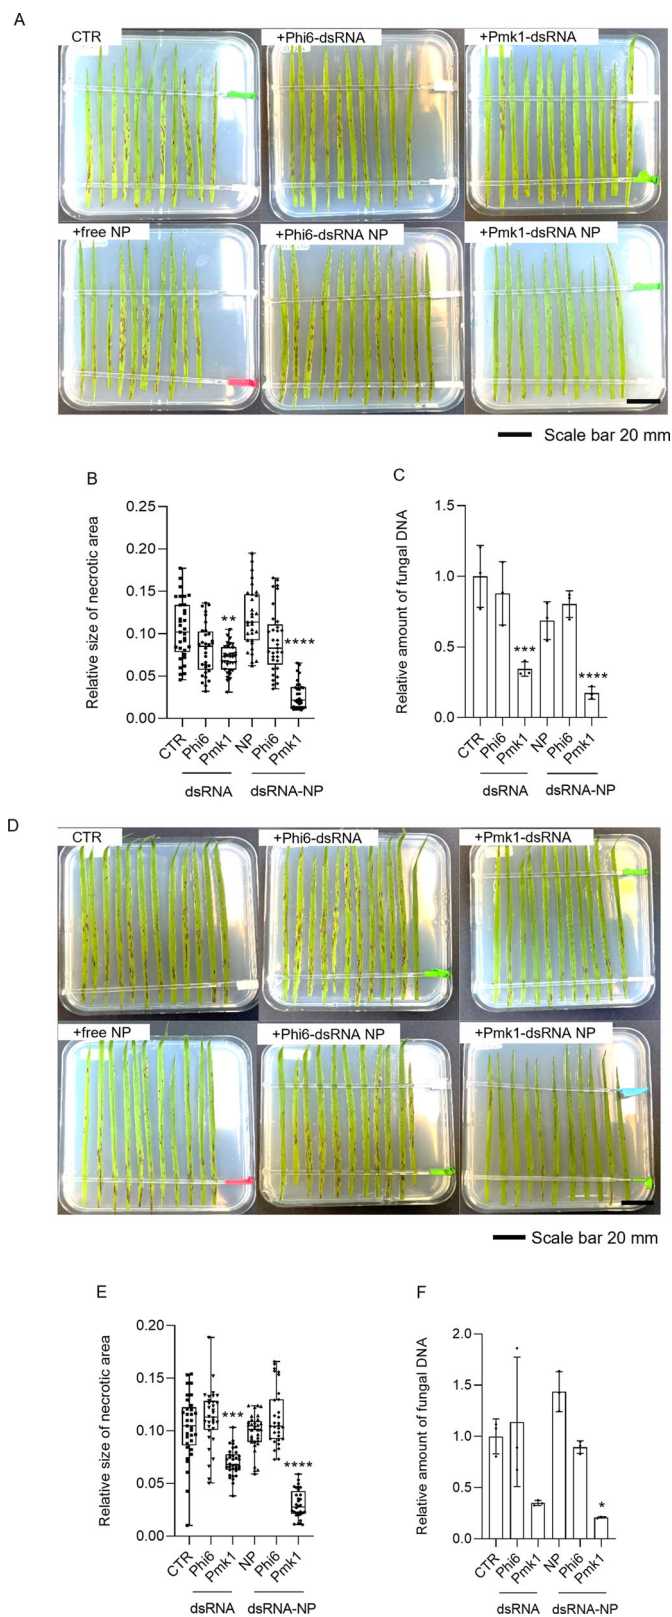 A
CTR
+Phi6-dsRNA
+Pmk1-dsRNA
+free NP
+Phi6-dsRNA NP
+Pmk1-dsRNA NP
Scale bar 20 mm
B
Relative size of necrotic area
0.25
0.20
0.15
0.10
0.05
0.00
**
****
CTR
Phi6
Pmk1
NP
Phi6
Pmk1
dsRNA
dsRNA-NP
C
Relative amount of fungal DNA
1.5
1.0
0.5
0.0
***
****
CTR
Phi6
Pmk1
NP
Phi6
Pmk1
dsRNA
dsRNA-NP
D
CTR
+Phi6-dsRNA
+Pmk1-dsRNA
+free NP
+Phi6-dsRNA NP
+Pmk1-dsRNA NP
Scale bar 20 mm
E
Relative size of necrotic area
0.20
0.15
0.10
0.05
0.00
***
****
CTR
Phi6
Pmk1
NP
Phi6
Pmk1
dsRNA
dsRNA-NP
F
Relative amount of fungal DNA
2.0
1.5
1.0
0.5
0.0
*
CTR
Phi6
Pmk1
NP
Phi6
Pmk1
dsRNA
dsRNA-NP